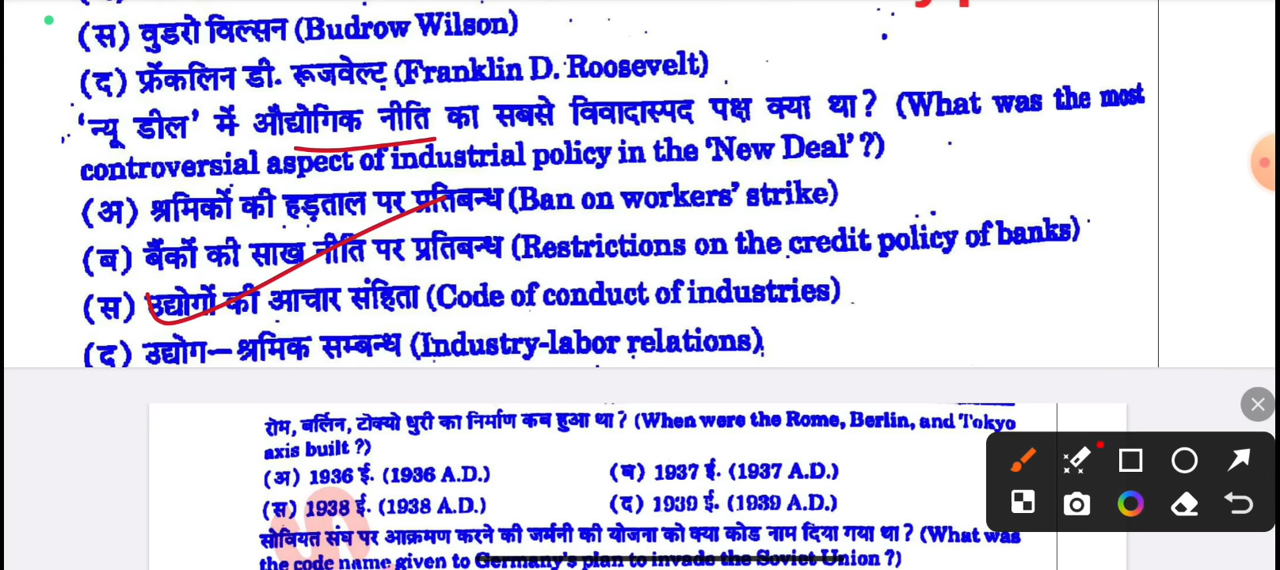 (स) वुडरो विल्सन (Budrow Wilson)
(द) फ्रेंकलिन डी. रूजवेल्ट (Franklin D. Roosevelt)
‘न्यू डील’ में औद्योगिक नीति का सबसे विवादास्पद पक्ष क्या था? (What was the most
controversial aspect of industrial policy in the ‘New Deal’ ?)
(अ) श्रमिकों की हड़ताल पर प्रतिबन्ध (Ban on workers’ strike)
(ब) बैंकों की साख नीति पर प्रतिबन्ध (Restrictions on the credit policy of banks)
(स) उद्योगों की आचार संहिता (Code of conduct of industries)
(द) उद्योग—श्रमिक सम्बन्ध (Industry-labor relations)
रोम, बर्लिन, टोक्यो धुरी का निर्माण कब हुआ था ? (When were the Rome, Berlin, and Tokyo
axis built ?)
(अ) 1936 ई. (1936 A.D.) (ब) 1937 ई. (1937 A.D.)
(स) 1938 ई. (1938 A.D.) (द) 1939 ई. (1939 A.D.)
सोवियत संघ पर आक्रमण करने की जर्मनी की योजना को क्या कोड नाम दिया गया था ? (What was
the code name given to Germany's plan to invade the Soviet Union ?)